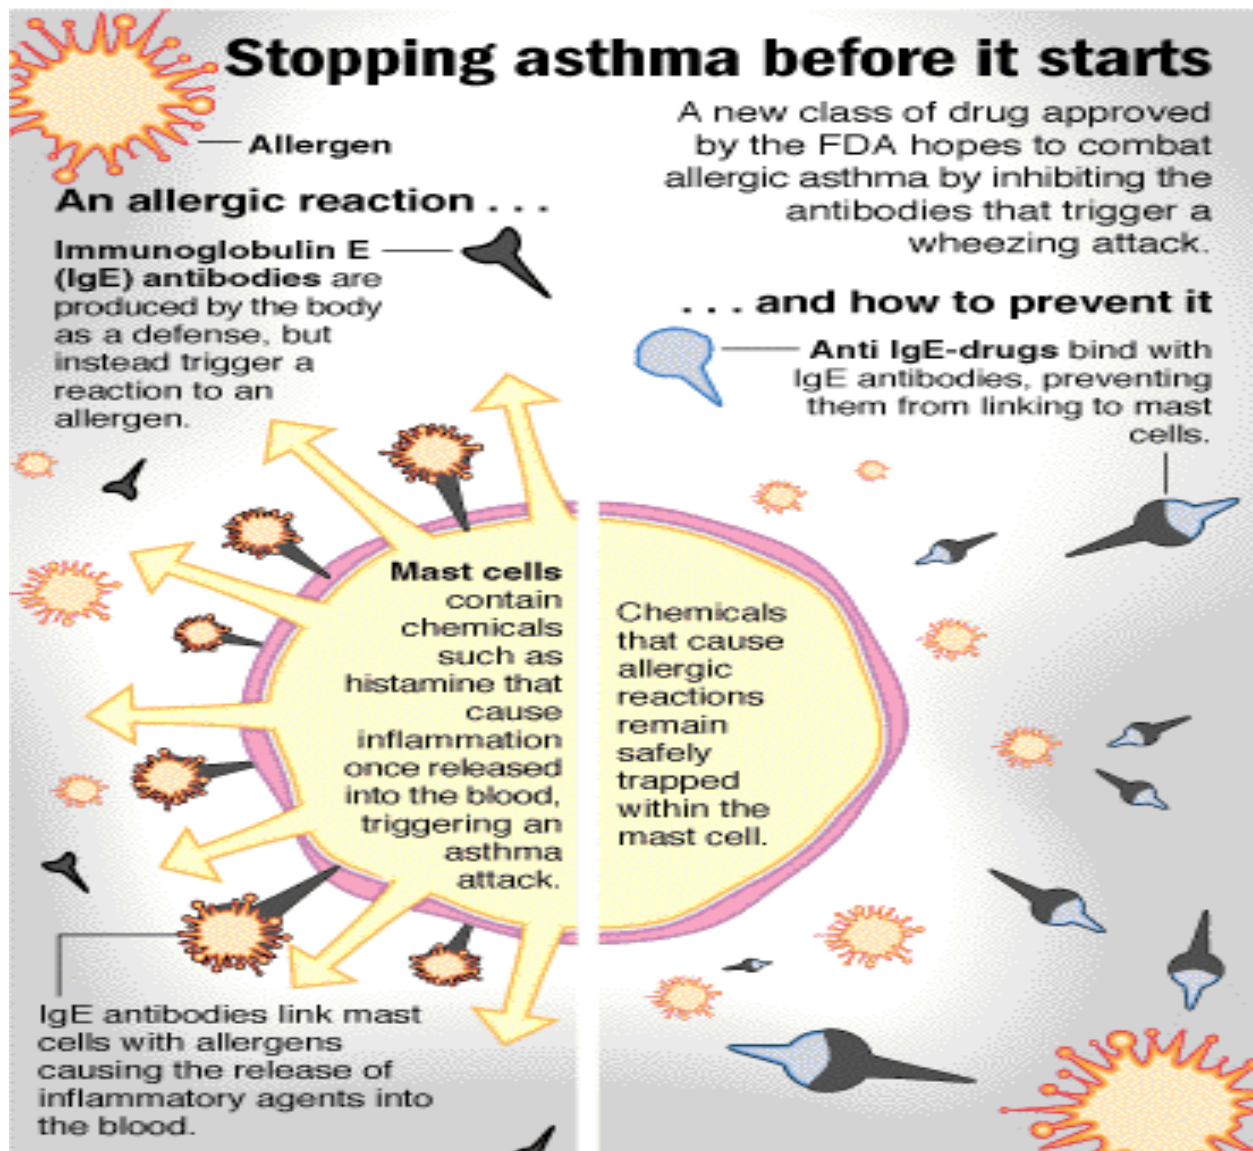 Stopping asthma before it starts
A new class of drug approved
by the FDA hopes to combat
allergic asthma by inhibiting the
antibodies that trigger a
wheezing attack.
Allergen
An allergic reaction . . .
Immunoglobulin E
(IgE) antibodies are
produced by the body
as a defense, but
instead trigger a
reaction to an
allergen.
. . . and how to prevent it
Anti IgE-drugs bind with
IgE antibodies, preventing
them from linking to mast
cells.
Mast cells
contain
chemicals
such as
histamine that
cause
inflammation
once released
into the blood,
triggering an
asthma
attack.
Chemicals
that cause
allergic
reactions
remain
safely
trapped
within the
mast cell.
IgE antibodies link mast
cells with allergens
causing the release of
inflammatory agents into
the blood.